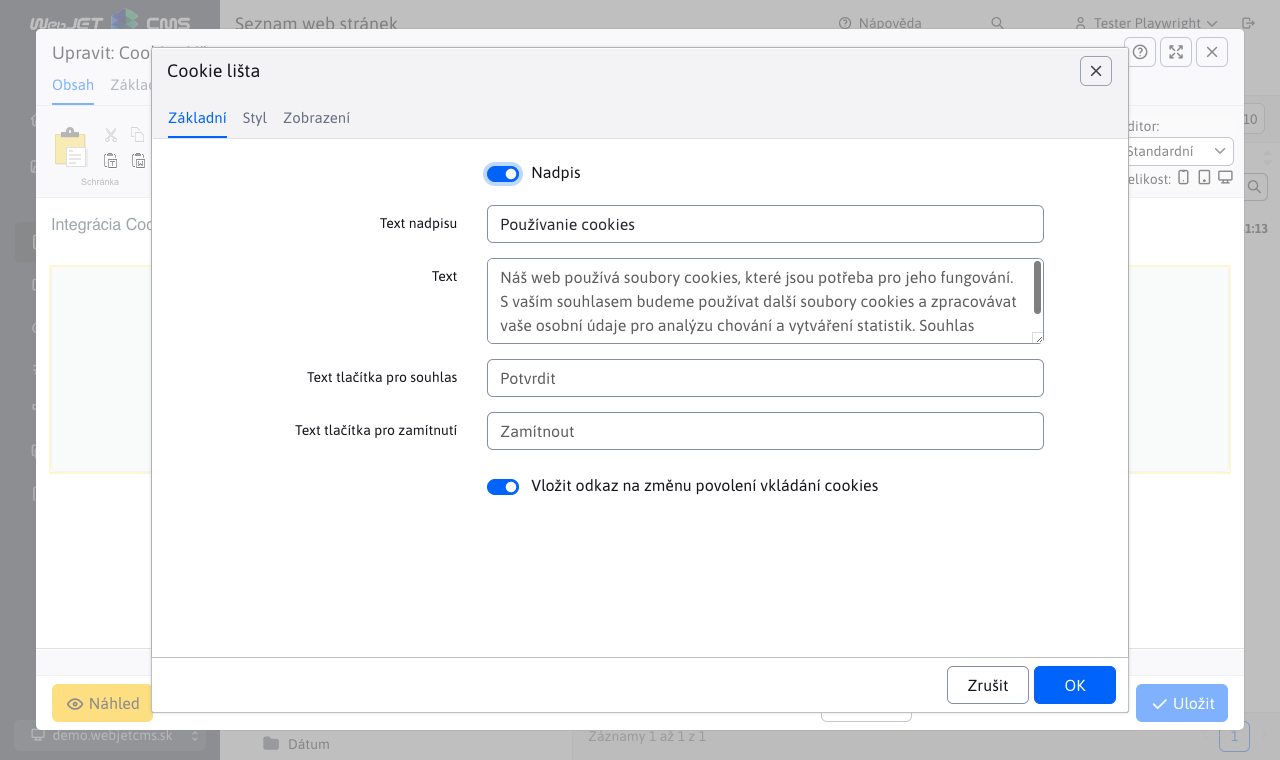 WebJET CMS
Seznam web stránek
Nápověda
Tester Playwright
Upravit:
Cookie lišta
Obsah
Základní
Styl
Zobrazení
10
Editor:
Standardní
Velikost:
Schránka
Nadpis
Text nadpisu
Používanie cookies
Integrácia
1:13
Text
Náš web používá soubory cookies, které jsou potřeba pro jeho fungování.
S vaším souhlasem budeme používat další soubory cookies a zpracovávat
vaše osobní údaje pro analýzu chování a vytváření statistik. Souhlas
Text tlačítka pro souhlas
Potvrdit
Text tlačítka pro zamítnutí
Zamítnout
Vložit odkaz na změnu povolení vkládání cookies
Zrušit
OK
Náhled
Uložit
demo.webjetcms.sk
Dátum
Záznamy 1 až 1 z 1
1